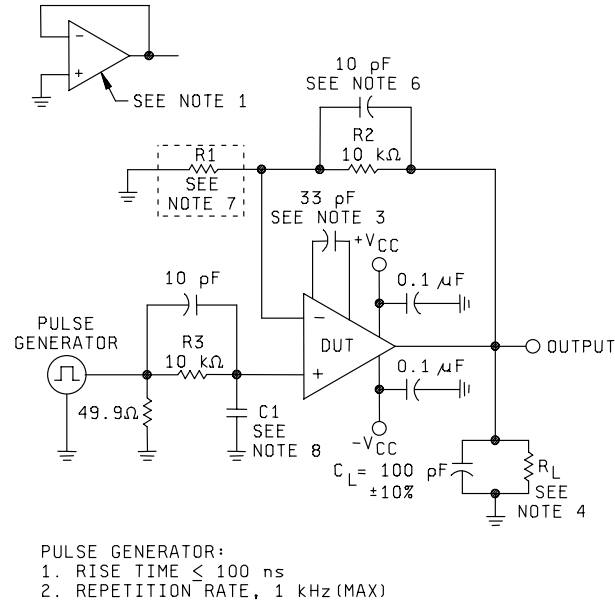 -
+
SEE NOTE 1
10 pF
SEE NOTE 6
R2
10 kΩ
R1
SEE
NOTE 7
33 pF
SEE NOTE 3
+VCC
0.1 μF
10 pF
PULSE
GENERATOR
R3
10 kΩ
-
DUT
+
OUTPUT
0.1 μF
49.9Ω
C1
SEE
NOTE 8
-VCC
CL= 100 pF
±10%
RL
SEE
NOTE 4
PULSE GENERATOR:
1. RISE TIME ≤ 100 ns
2. REPETITION RATE, 1 kHz(MAX)